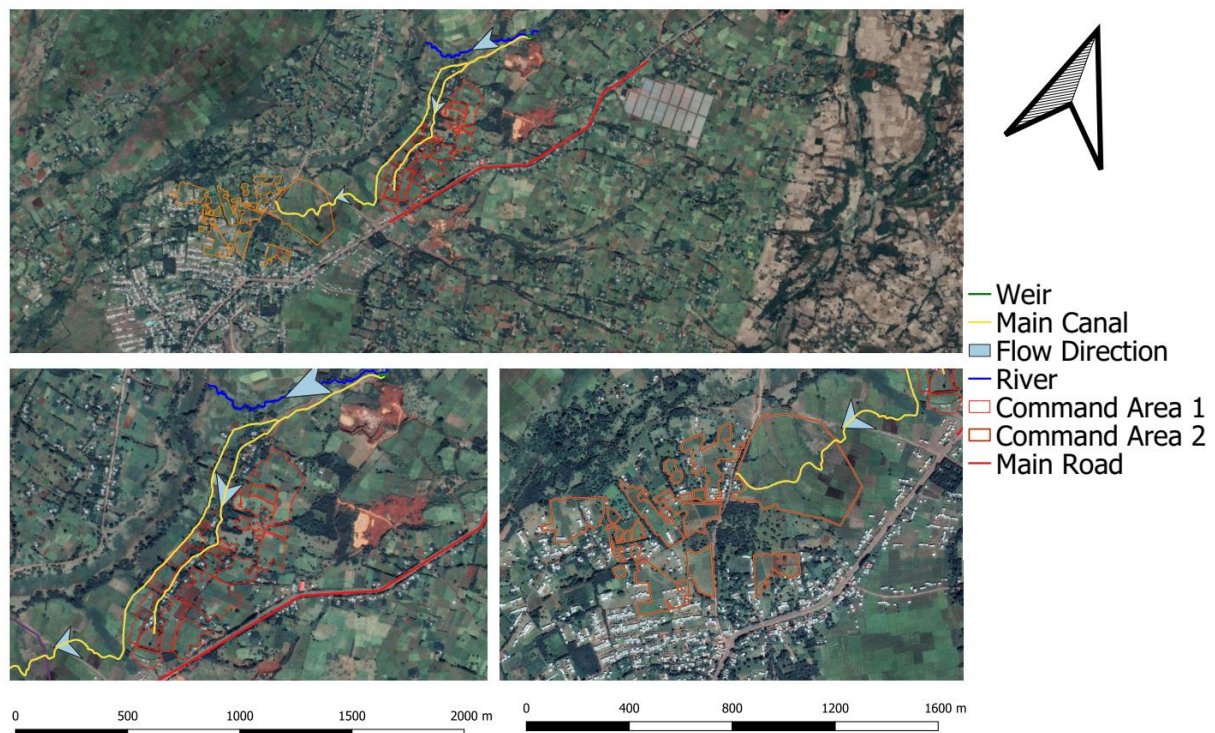 Weir
Main Canal
Flow Direction
River
Command Area 1
Command Area 2
Main Road
0 500 1000 1500 2000 m
0 400 800 1200 1600 m